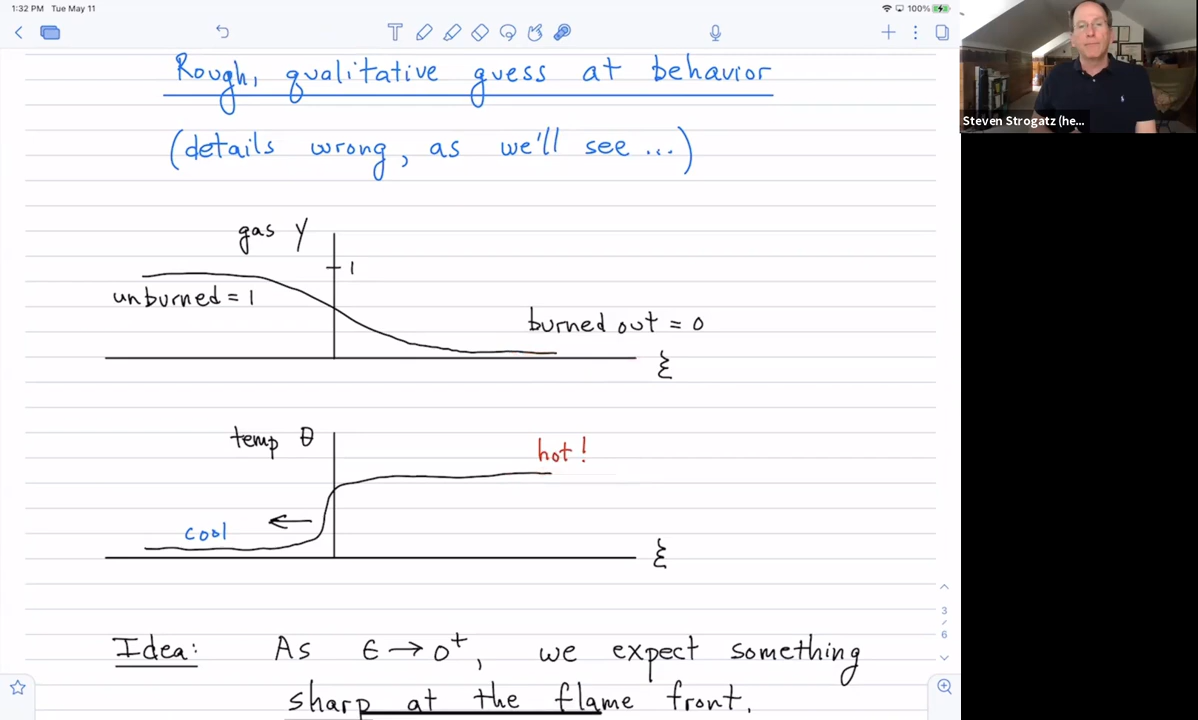 1:32 PM Tue May 11
100%
Steven Strogatz (he...
Rough, qualitative guess at behavior
(details wrong, as we'll see ...)
gas Y
1
unburned = 1
burned out = 0
ξ
temp θ
hot!
cool
ξ
Idea: As ϵ → 0⁺, we expect something
sharp at the flame front.
3
/
6